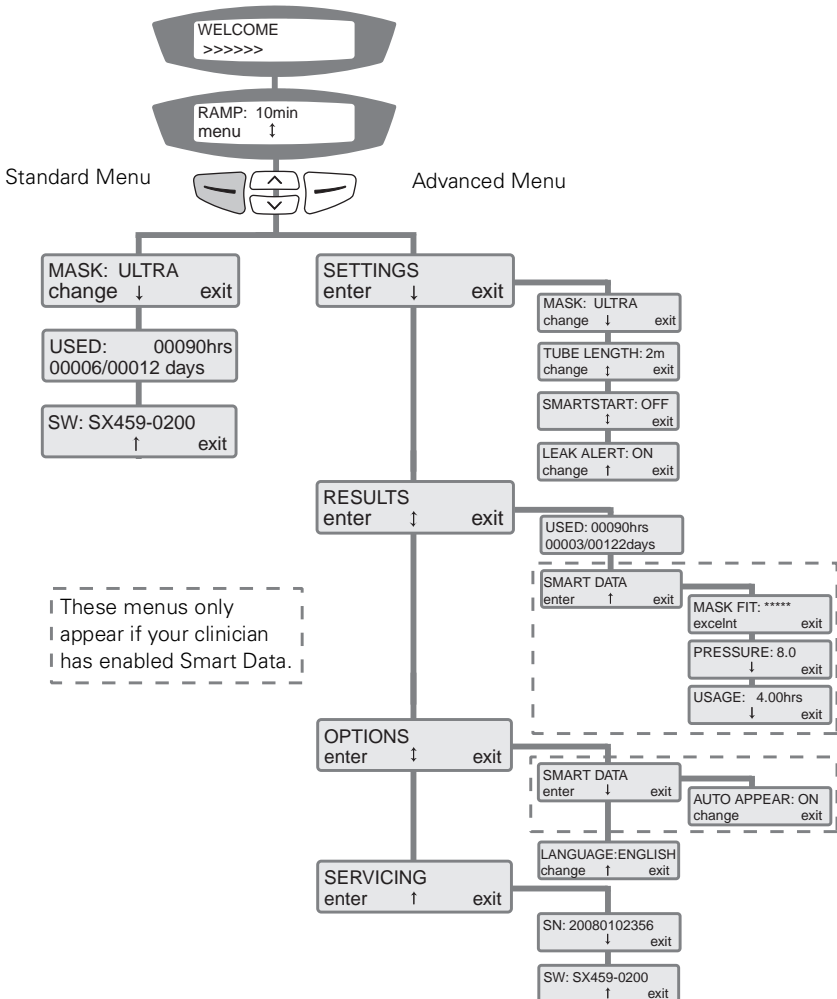 WELCOME
>>>>>>
RAMP: 10min
menu ↕
Standard Menu
Advanced Menu
MASK: ULTRA
change ↓ exit
USED: 00090hrs
00006/00012 days
SW: SX459-0200
↑ exit
SETTINGS
enter ↓ exit
MASK: ULTRA
change ↓ exit
TUBE LENGTH: 2m
change ↕ exit
SMARTSTART: OFF
↕ exit
LEAK ALERT: ON
change ↑ exit
RESULTS
enter ↕ exit
USED: 00090hrs
00003/00122days
SMART DATA
enter ↑ exit
MASK FIT: *****
excelnt exit
PRESSURE: 8.0
↓ exit
USAGE: 4.00hrs
↓ exit
These menus only
appear if your clinician
has enabled Smart Data.
OPTIONS
enter ↕ exit
SMART DATA
enter ↓ exit
AUTO APPEAR: ON
change exit
LANGUAGE:ENGLISH
change ↑ exit
SERVICING
enter ↑ exit
SN: 20080102356
↓ exit
SW: SX459-0200
↑ exit